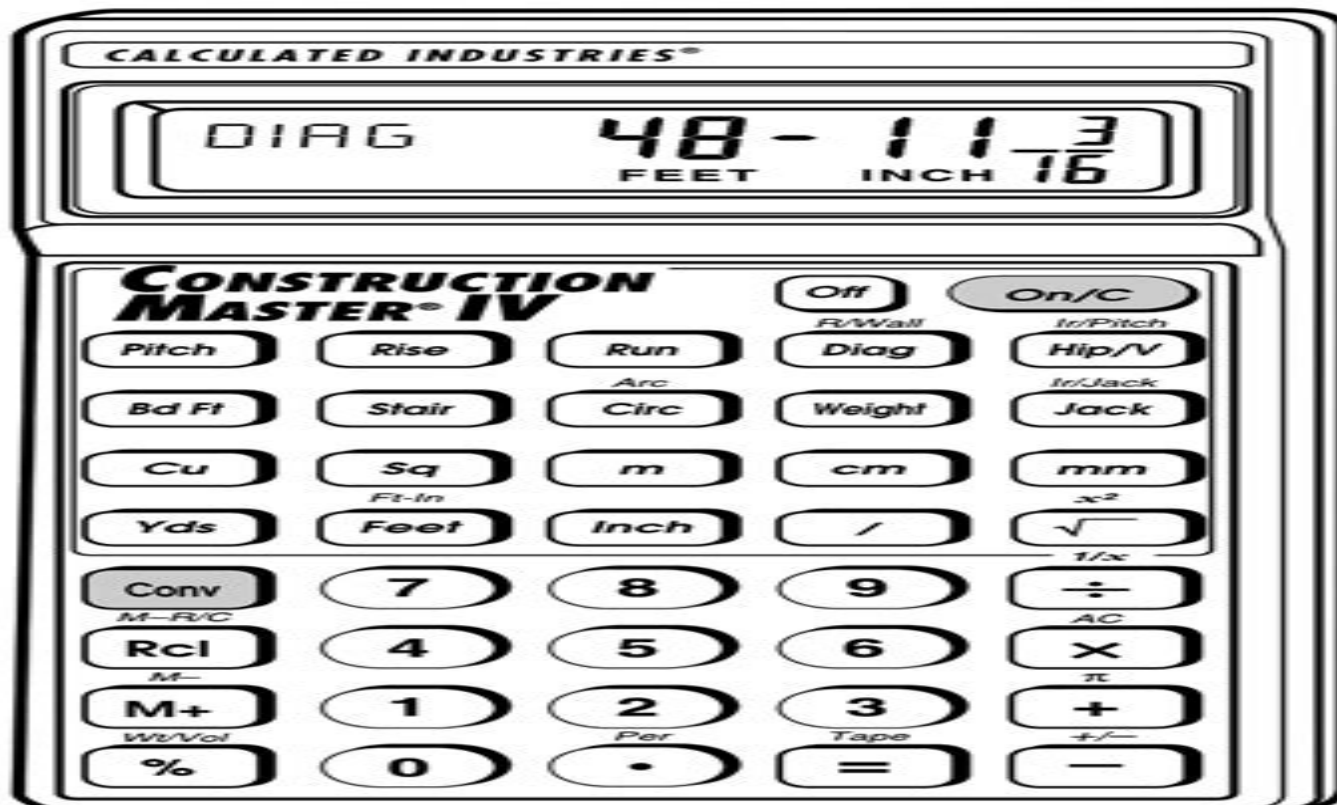 CALCULATED INDUSTRIES®
DIAG 48-11 3/16
FEET INCH
CONSTRUCTION
MASTER® IV
Off On/C
R/Wall Ir/Pitch
Pitch Rise Run Diag Hip/V
Arc Ir/Jack
Bd Ft Stair Circ Weight Jack
Cu Sq m cm mm
Ft-In x²
Yds Feet Inch / √
1/x
Conv 7 8 9 ÷
M-R/C AC
Rcl 4 5 6 ×
M- π
M+ 1 2 3 +
Wt/Vol Per Tape +/-
% 0 • = −